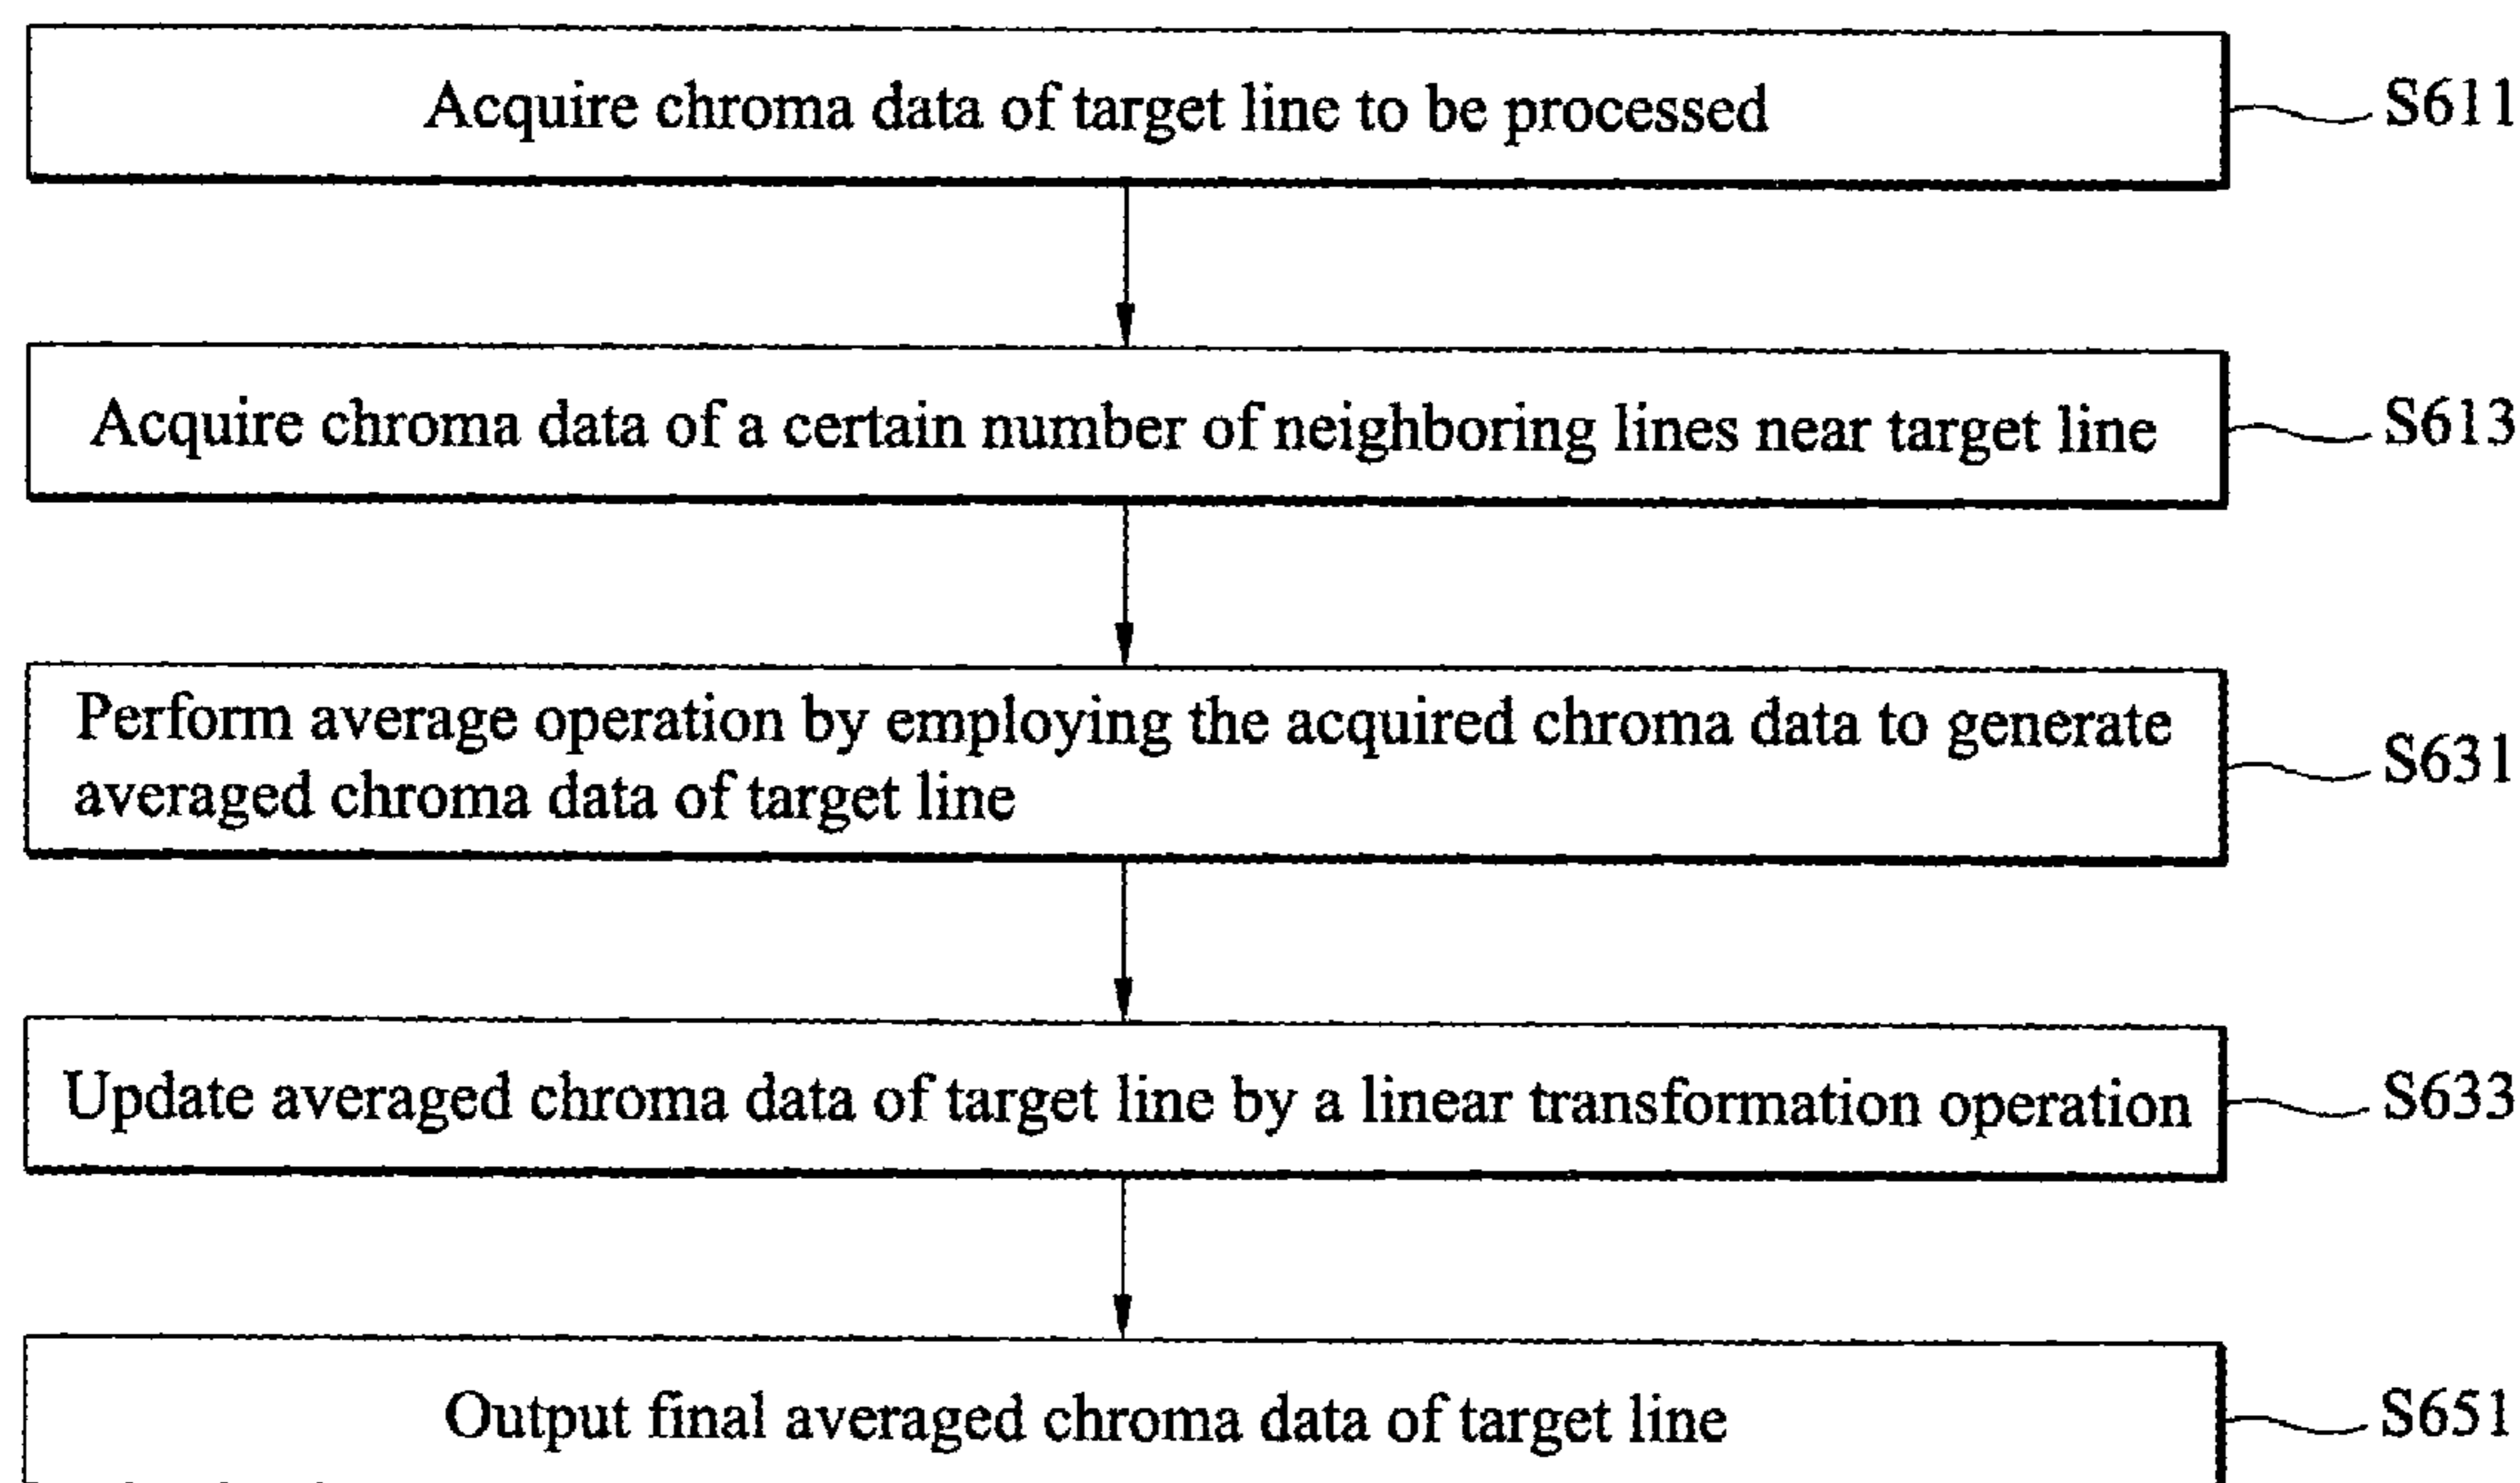 Acquire chroma data of target line to be processed
S611
Acquire chroma data of a certain number of neighboring lines near target line
S613
Perform average operation by employing the acquired chroma data to generate
averaged chroma data of target line
S631
Update averaged chroma data of target line by a linear transformation operation
S633
Output final averaged chroma data of target line
S651